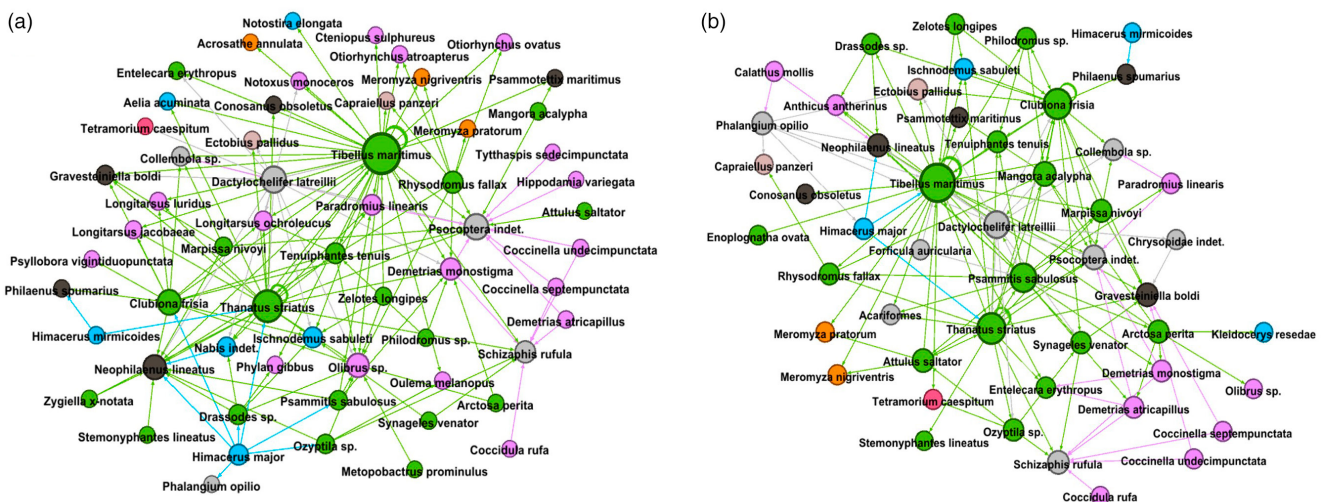 (a)
Notostira elongata
Cteniopus sulphureus
Acrosathe annulata
Otiorhynchus atroapterus
Otiorhynchus ovatus
Entelecara erythropus
Notoxus monoceros
Meromyza nigriventris
Psammotettix maritimus
Aelia acuminata
Conosanus obsoletus
Capraiellus panzeri
Mangora acalypha
Tetramorium caespitum
Ectobius pallidus
Meromyza pratorum
Collembola sp.
Tibellus maritimus
Tytthaspis sedecimpunctata
Gravesteiniella boldi
Dactylochelifer latreillii
Rhysodromus fallax
Hippodamia variegata
Longitarsus luridus
Paradromius linearis
Attulus saltator
Longitarsus ochroleucus
Longitarsus jacobaeae
Psocoptera indet.
Marpissa nivoyi
Tenuiphantes tenuis
Coccinella undecimpunctata
Psyllobora vigintiduopunctata
Demetrias monostigma
Philaenus spumarius
Clubiona frisia
Thanatus striatus
Zelotes longipes
Coccinella septempunctata
Himacerus mirmicoides
Nabis indet.
Ischnodemus sabuleti
Philodromus sp.
Demetrias atricapillus
Schizaphis rufula
Neophilaenus lineatus
Phylan gibbus
Olibrus sp.
Oulema melanopus
Zygiella x-notata
Drassodes sp.
Psammitis sabulosus
Arctosa perita
Synageles venator
Stemonyphantes lineatus
Ozyptila sp.
Himacerus major
Coccidula rufa
Metopobactrus prominulus
Phalangium opilio
(b)
Zelotes longipes
Drassodes sp.
Philodromus sp.
Himacerus mirmicoides
Calathus mollis
Ischnodemus sabuleti
Philaenus spumarius
Ectobius pallidus
Anthicus antherinus
Clubiona frisia
Phalangium opilio
Psammotettix maritimus
Neophilaenus lineatus
Tenuiphantes tenuis
Collembola sp.
Capraiellus panzeri
Tibellus maritimus
Mangora acalypha
Paradromius linearis
Conosanus obsoletus
Marpissa nivoyi
Himacerus major
Dactylochelifer latreillii
Enoplognatha ovata
Chrysopidae indet.
Forficula auricularia
Psocoptera indet.
Rhysodromus fallax
Psammitis sabulosus
Gravesteiniella boldi
Acariformes
Meromyza pratorum
Thanatus striatus
Arctosa perita
Kleidocerys resedae
Synageles venator
Attulus saltator
Meromyza nigriventris
Demetrias monostigma
Entelecara erythropus
Olibrus sp.
Tetramorium caespitum
Demetrias atricapillus
Coccinella septempunctata
Stemonyphantes lineatus
Ozyptila sp.
Schizaphis rufula
Coccinella undecimpunctata
Coccidula rufa